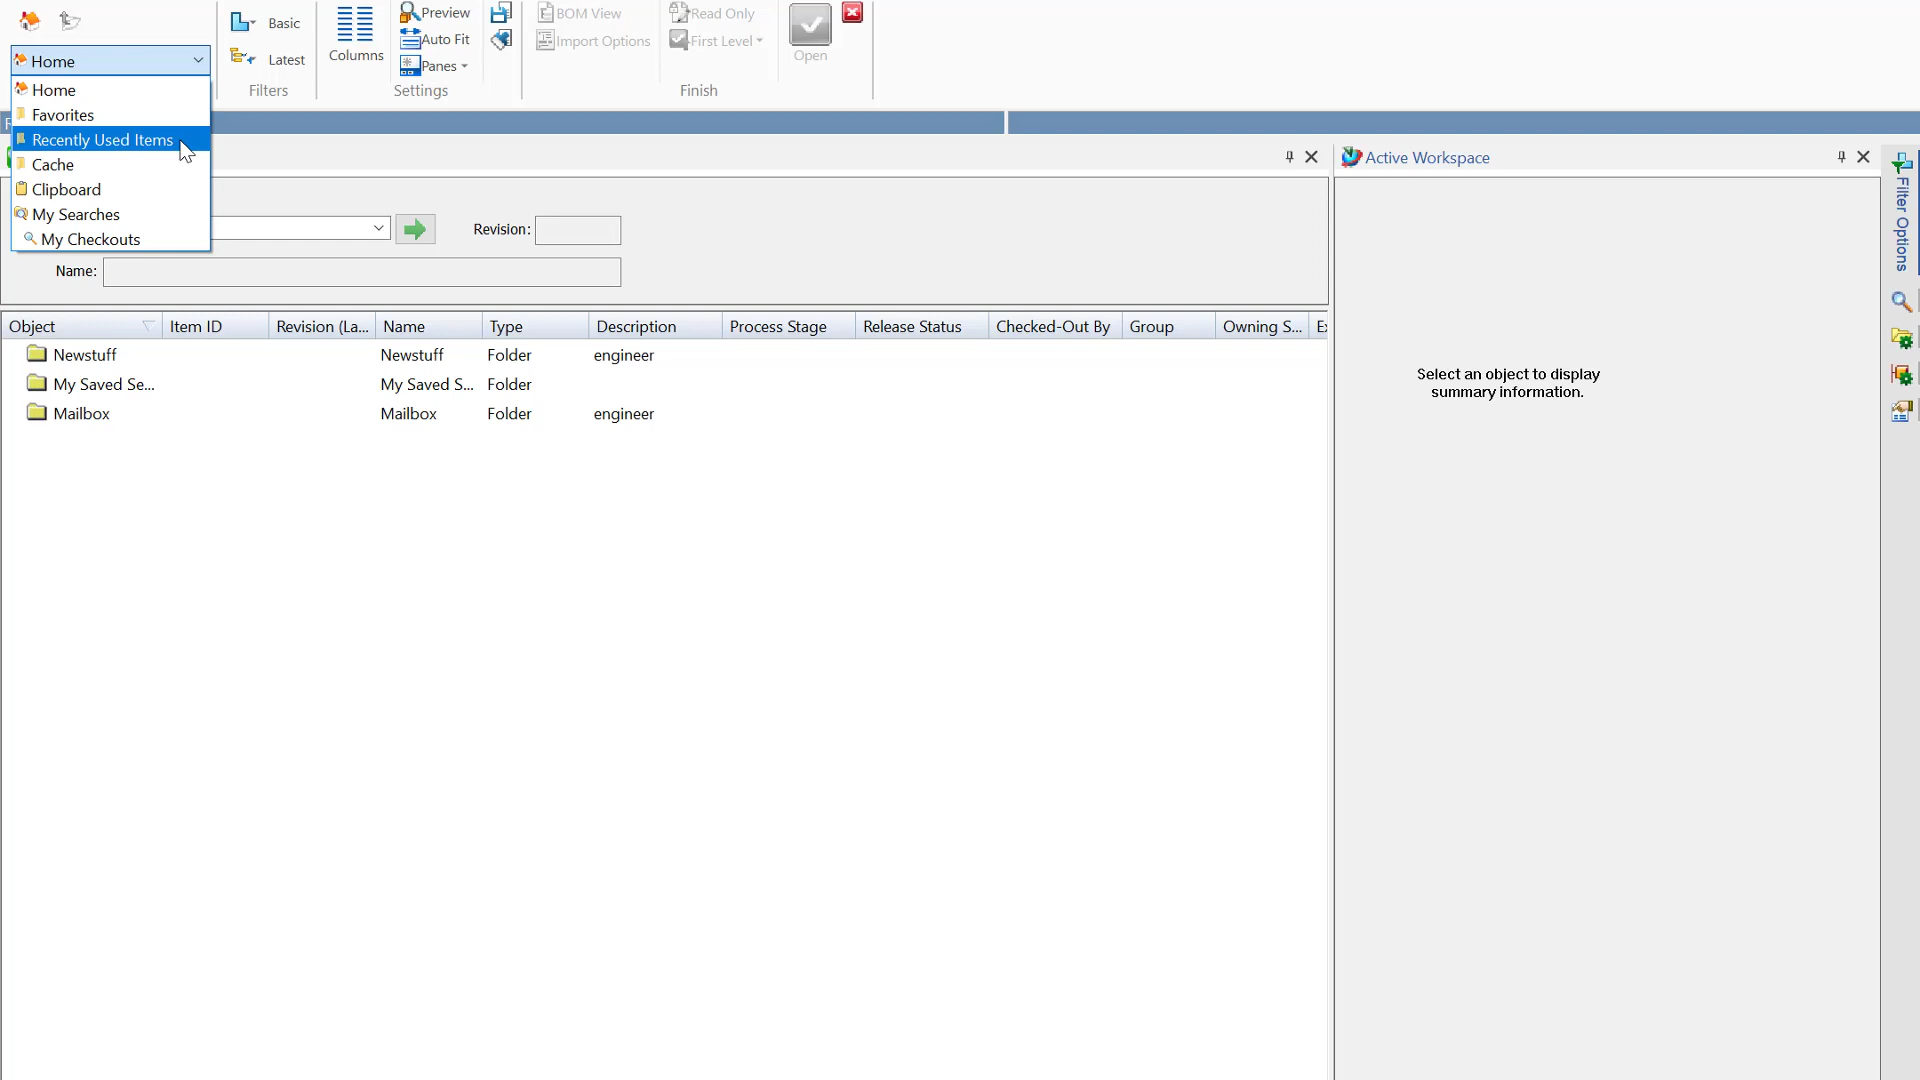 Home
Home
Favorites
Recently Used Items
Cache
Clipboard
My Searches
My Checkouts
Basic
Latest
Filters
Columns
Preview
Auto Fit
Panes
Settings
BOM View
Import Options
Read Only
First Level
Open
Finish
Active Workspace
Filter Options
Revision:
Name:
Object Item ID Revision (La... Name Type Description Process Stage Release Status Checked-Out By Group Owning S...
Newstuff Newstuff Folder engineer
My Saved Se... My Saved S... Folder
Mailbox Mailbox Folder engineer
Select an object to display
summary information.